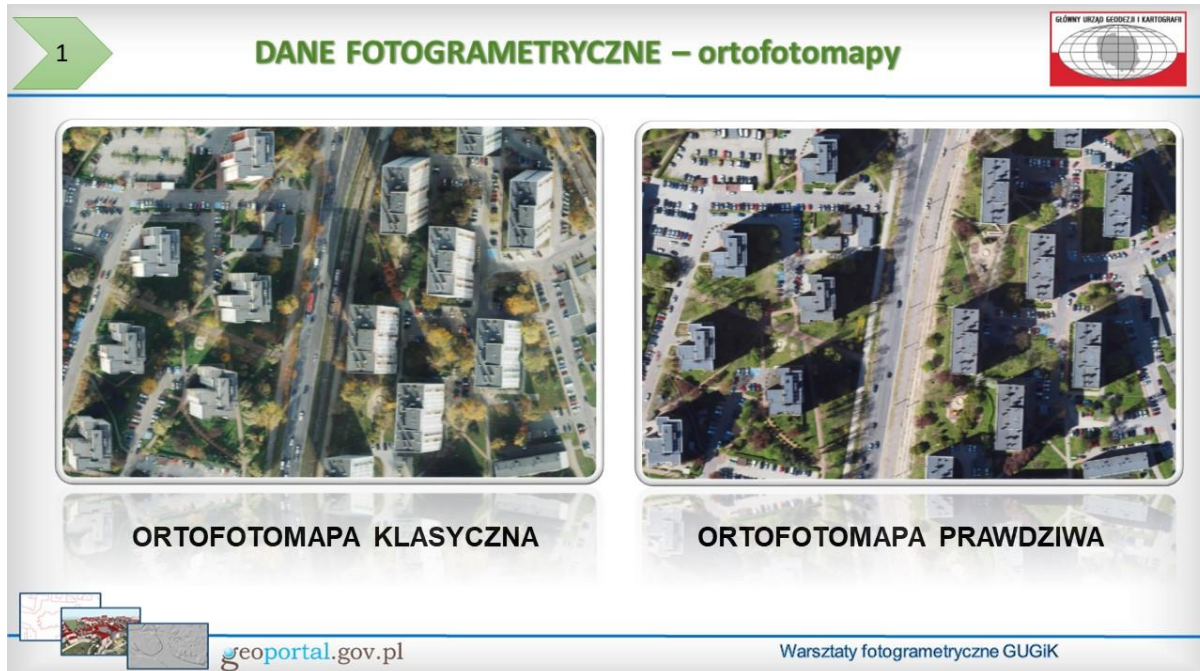 1
DANE FOTOGRAMETRYCZNE – ortofotomapy
GŁÓWNY URZĄD GEODEZJI I KARTOGRAFII
ORTOFOTOMAPA KLASYCZNA
ORTOFOTOMAPA PRAWDZIWA
geoportal.gov.pl
Warsztaty fotogrametryczne GUGiK